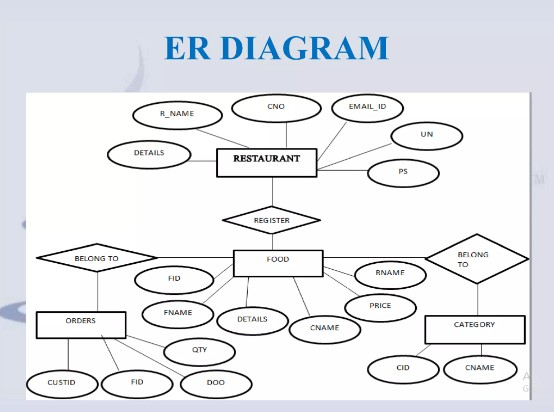 ER DIAGRAM
R_NAME
CNO
EMAIL_ID
UN
DETAILS
RESTAURANT
PS
REGISTER
BELONG TO
FOOD
BELONG
TO
FID
RNAME
FNAME
DETAILS
CNAME
PRICE
ORDERS
CATEGORY
QTY
CUSTID
FID
DOO
CID
CNAME